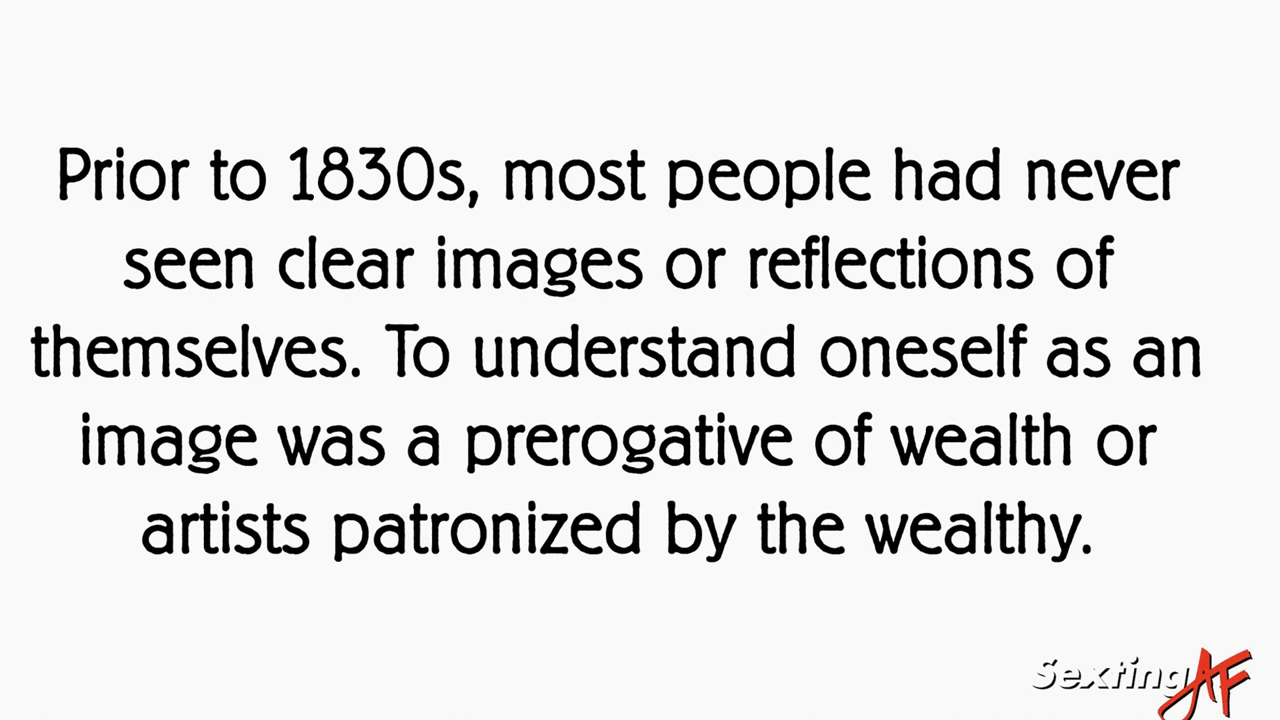 Prior to 1830s, most people had never
seen clear images or reflections of
themselves. To understand oneself as an
image was a prerogative of wealth or
artists patronized by the wealthy.
Sexting AF